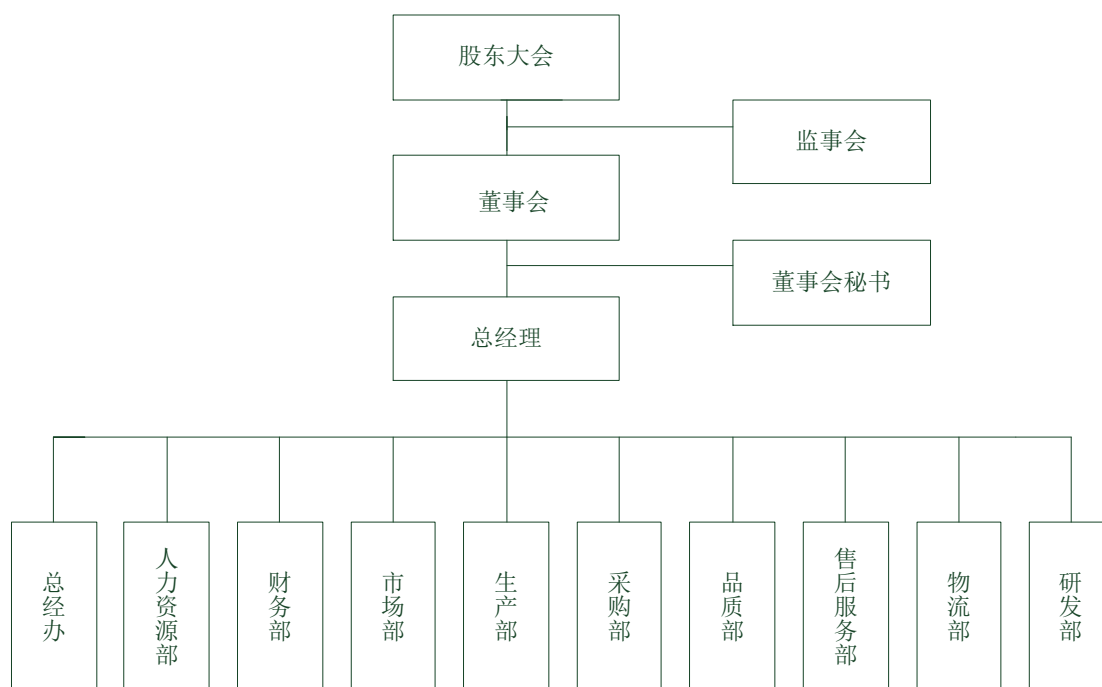 股东大会
监事会
董事会
董事会秘书
总经理
总经办
人力资源部
财务部
市场部
生产部
采购部
品质部
售后服务部
物流部
研发部